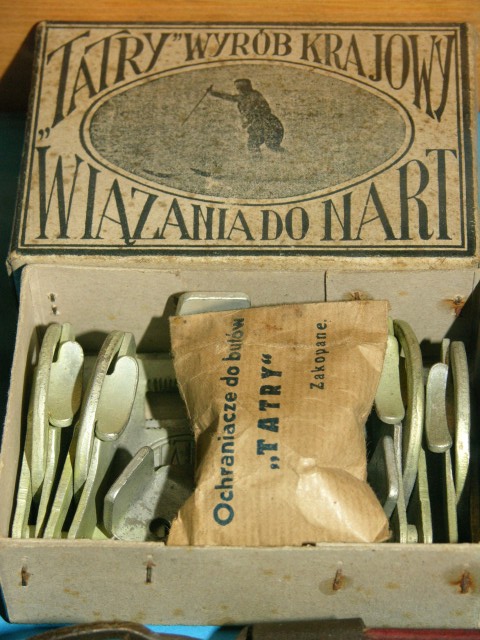 „TATRY” WYRÓB KRAJOWY
WIĄZANIA DO NART
Ochraniacze do butów
„TATRY“
Zakopane.